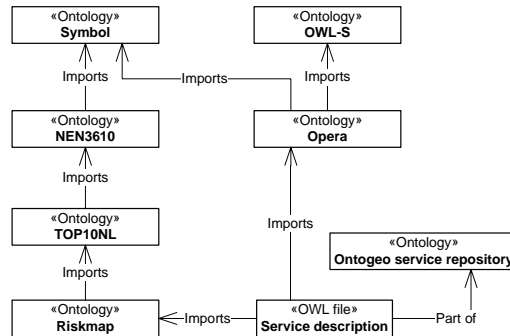 «Ontology»
Symbol
«Ontology»
OWL-S
Imports
Imports
Imports
«Ontology»
NEN3610
«Ontology»
Opera
Imports
Imports
«Ontology»
TOP10NL
«Ontology»
Ontogeo service repository
Imports
«Ontology»
Riskmap
Imports
«OWL file»
Service description
Part of